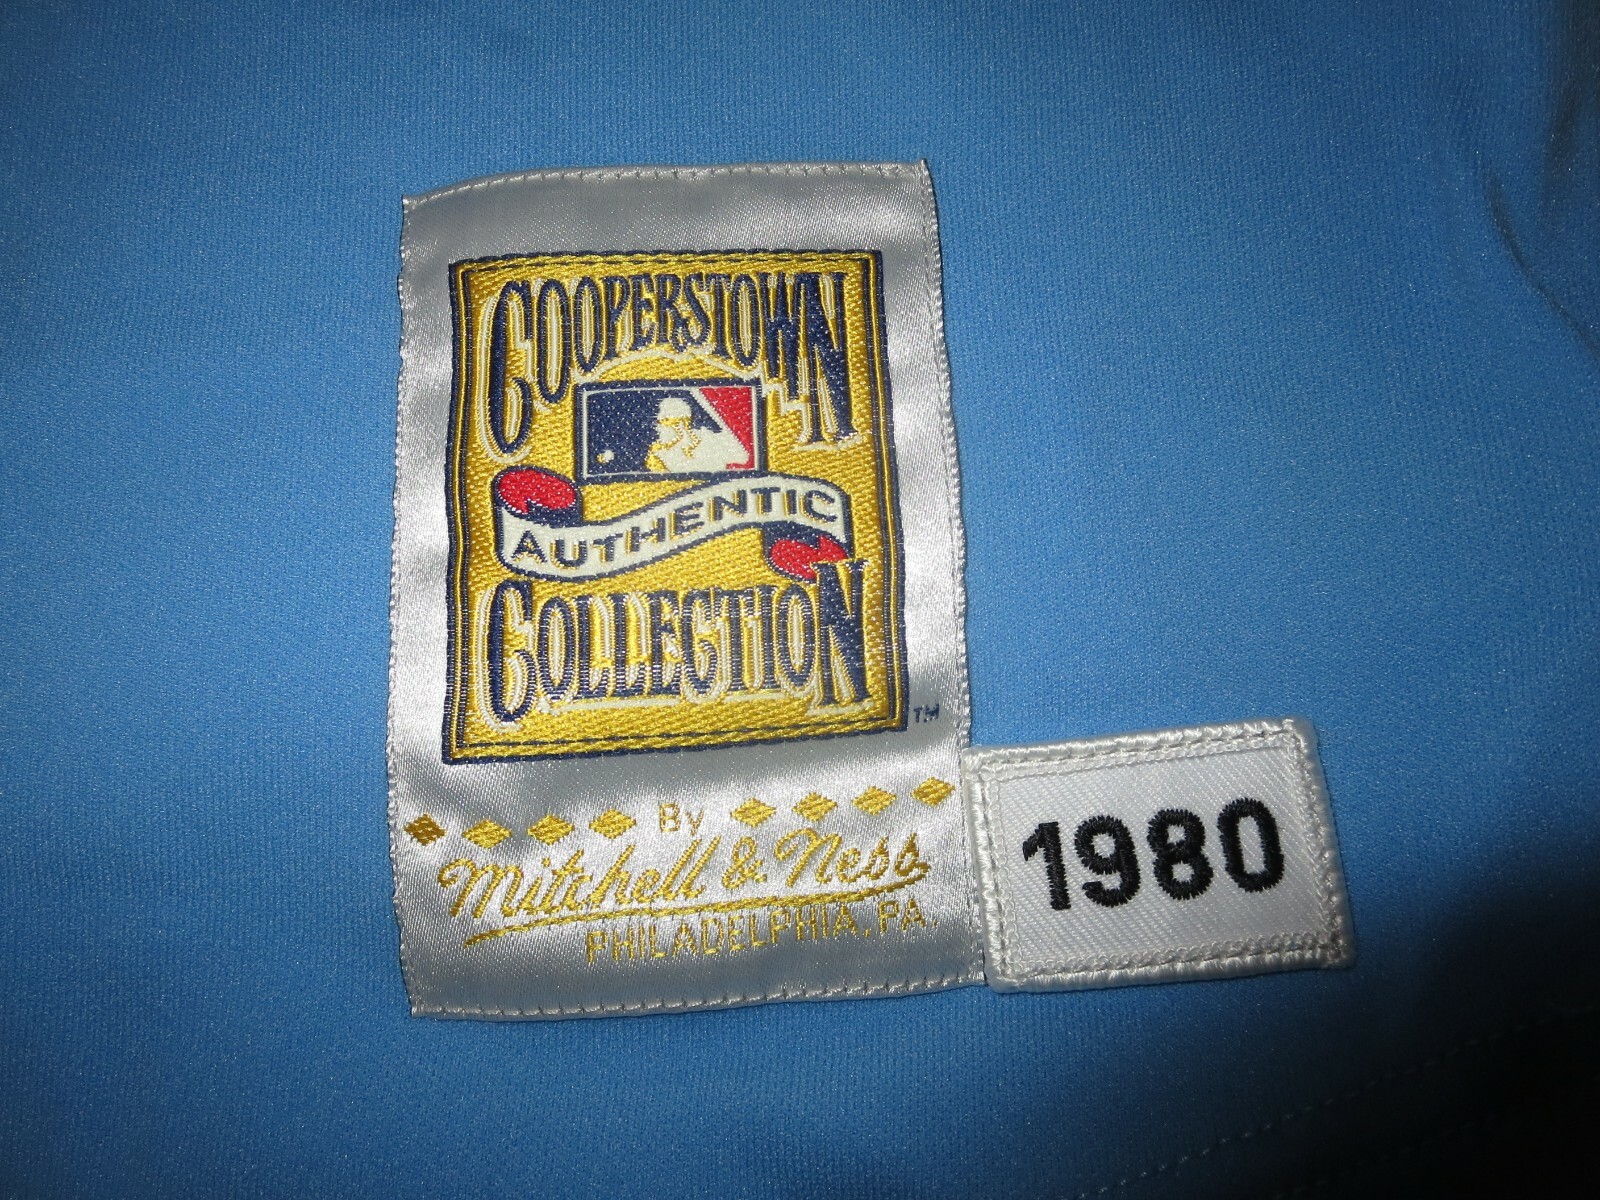 COOPERSTOWN
AUTHENTIC
COLLECTION
TM
By
Mitchell & Ness
PHILADELPHIA, PA.
1980